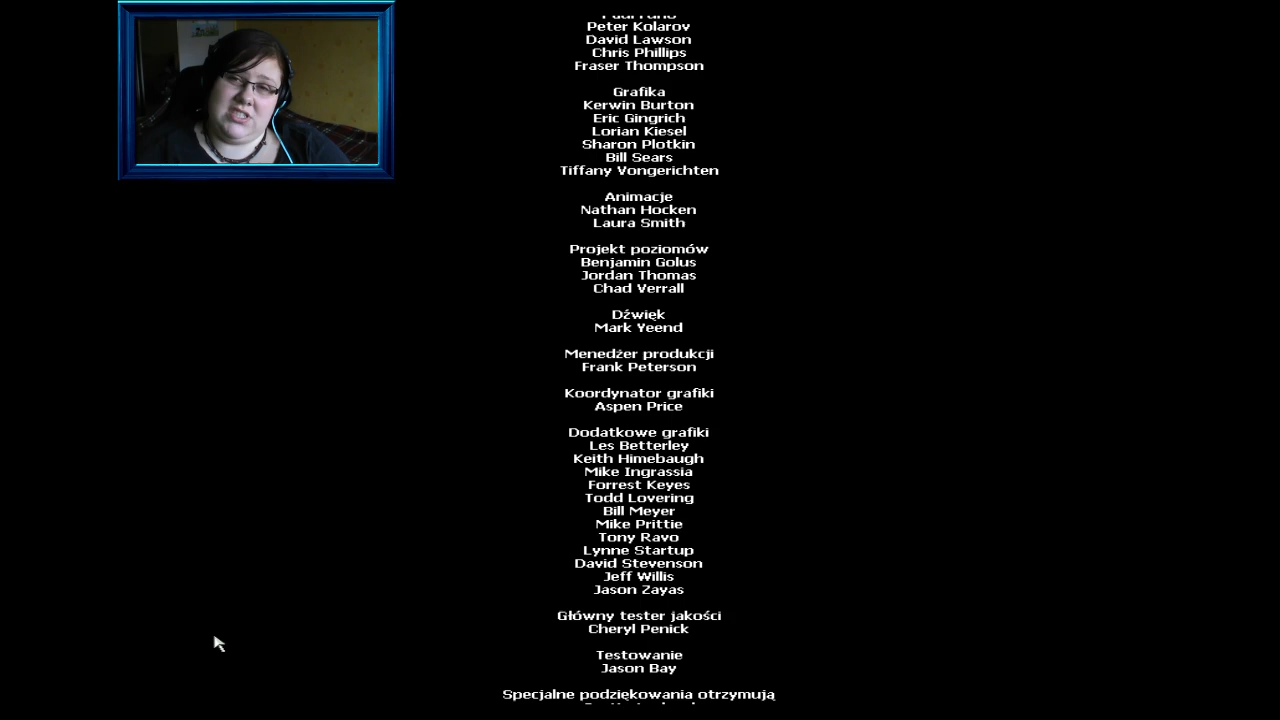 Peter Kolarov
David Lawson
Chris Phillips
Fraser Thompson
Grafika
Kerwin Burton
Eric Gingrich
Lorian Kiesel
Sharon Plotkin
Bill Sears
Tiffany Vongerichten
Animacje
Nathan Hocken
Laura Smith
Projekt poziomów
Benjamin Golus
Jordan Thomas
Chad Verrall
Dźwięk
Mark Yeend
Menedżer produkcji
Frank Peterson
Koordynator grafiki
Aspen Price
Dodatkowe grafiki
Les Betterley
Keith Himebaugh
Mike Ingrassia
Forrest Keyes
Todd Lovering
Bill Meyer
Mike Prittie
Tony Ravo
Lynne Startup
David Stevenson
Jeff Willis
Jason Zayas
Główny tester jakości
Cheryl Penick
Testowanie
Jason Bay
Specjalne podziękowania otrzymują